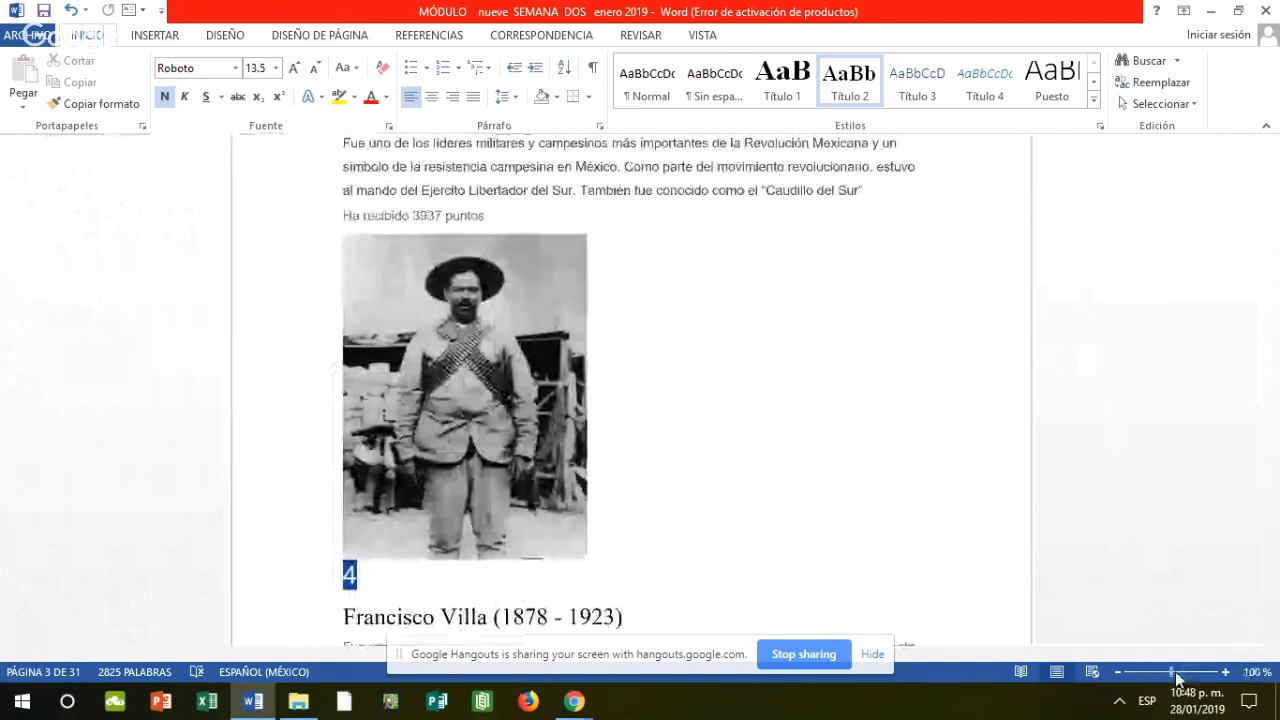 MÓDULO nueve SEMANA DOS enero 2019 - Word (Error de activación de productos)
ARCHIVO INICIO INSERTAR DISEÑO DISEÑO DE PÁGINA REFERENCIAS CORRESPONDENCIA REVISAR VISTA Iniciar sesión
Pegar
Cortar
Copiar
Copiar formato
Portapapeles
Roboto 13.5 Aa
N K S abc x₂ x² A A
Fuente
Párrafo
AaBbCcDc AaBbCcDc AaB AaBb AaBbCcD AaBbCcD AaBb
¶ Normal ¶ Sin espa... Título 1 Título 2 Título 3 Título 4 Puesto
Estilos
Buscar
Reemplazar
Seleccionar
Edición
Fue uno de los líderes militares y campesinos más importantes de la Revolución Mexicana y un
símbolo de la resistencia campesina en México. Como parte del movimiento revolucionario, estuvo
al mando del Ejército Libertador del Sur. También fue conocido como el "Caudillo del Sur"
Ha recibido 3937 puntos
4
Francisco Villa (1878 - 1923)
Google Hangouts is sharing your screen with hangouts.google.com. Stop sharing Hide
PÁGINA 3 DE 31 2825 PALABRAS ESPAÑOL (MÉXICO) 100 %
ESP
10:48 p. m.
28/01/2019